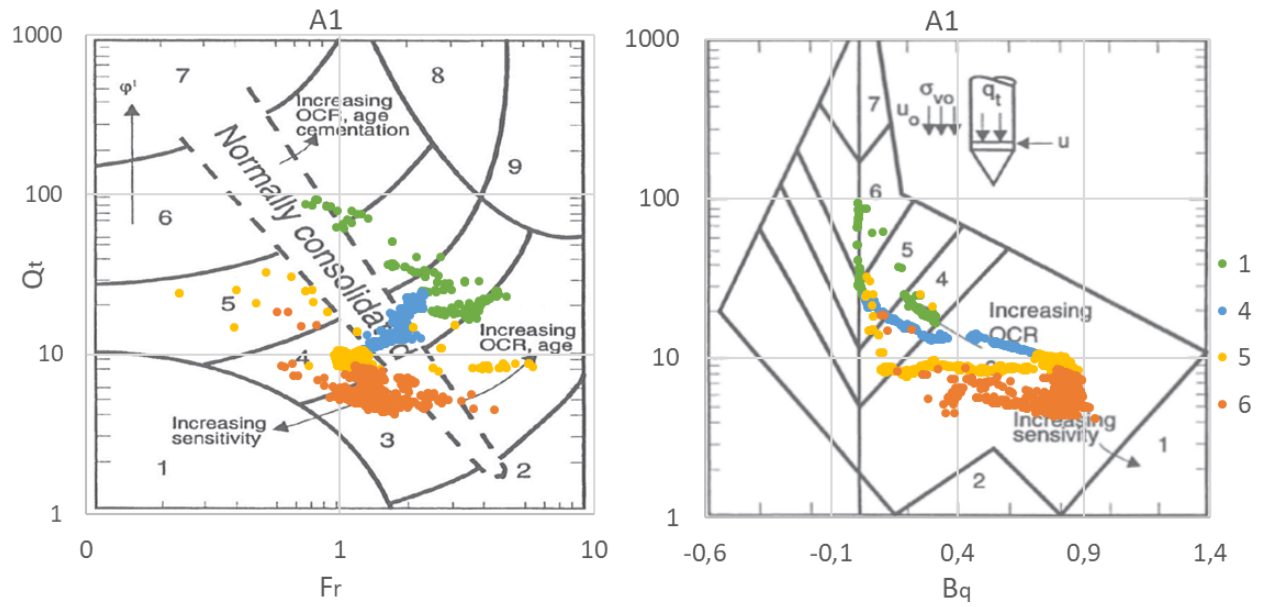 A1
1000
100
10
1
Qt
0
1
10
Fr
7
8
φ'
Increasing
OCR, age
cementation
Normally consolidated
9
6
5
4
Increasing
OCR, age
Increasing
sensitivity
3
1
2
A1
1000
100
10
1
-0,6
-0,1
0,4
0,9
1,4
Bq
7
σvo
uo
qt
u
6
5
4
Increasing
OCR
3
Increasing
sensivity
1
2
1
4
5
6